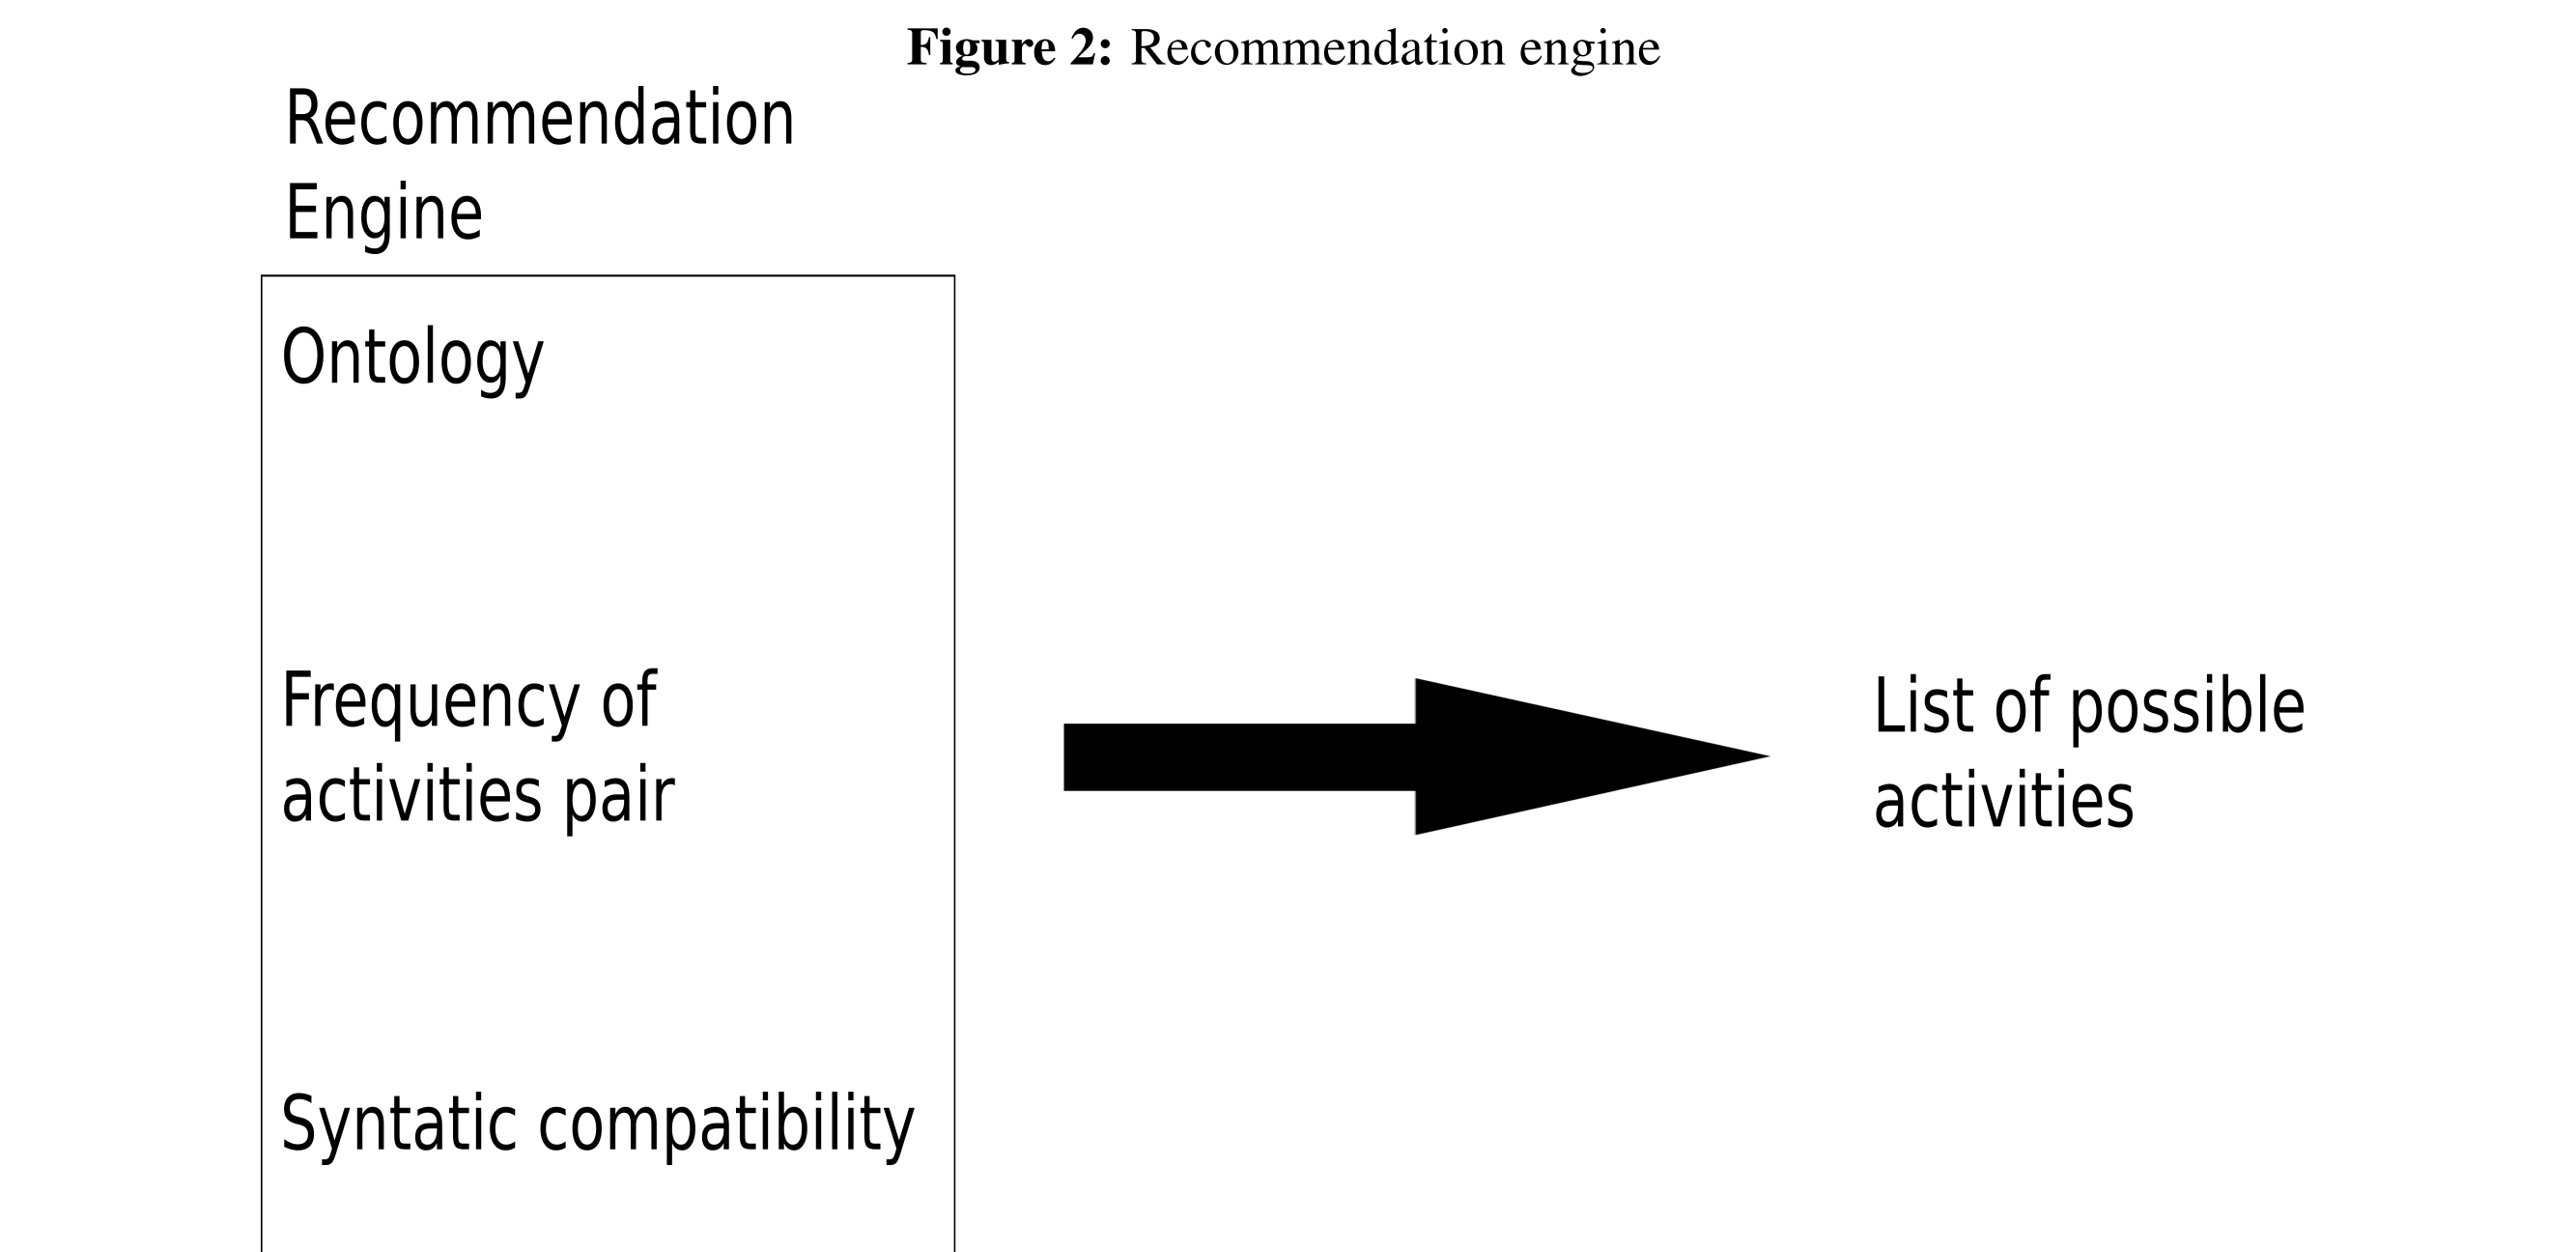 Figure 2: Recommendation engine
Recommendation
Engine
Ontology
Frequency of
activities pair
List of possible
activities
Syntatic compatibility